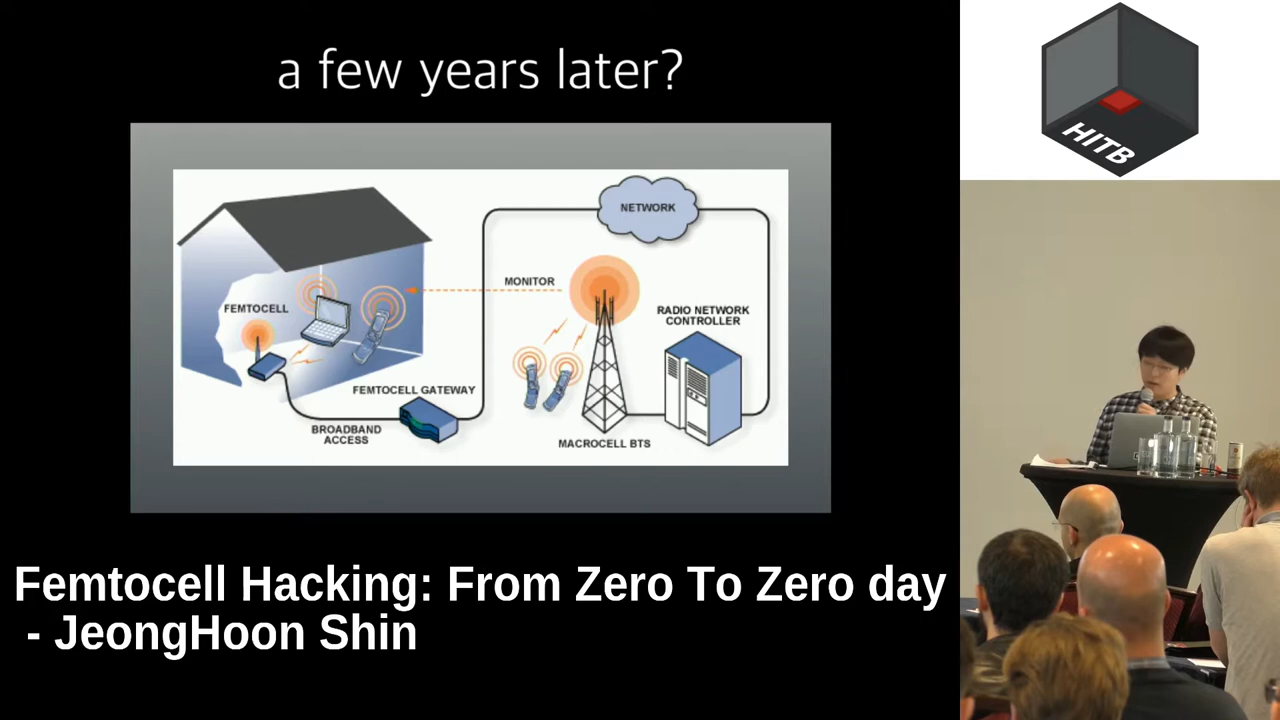 a few years later?
NETWORK
MONITOR
FEMTOCELL
RADIO NETWORK
CONTROLLER
FEMTOCELL GATEWAY
BROADBAND
ACCESS
MACROCELL BTS
HITB
Femtocell Hacking: From Zero To Zero day
- JeongHoon Shin